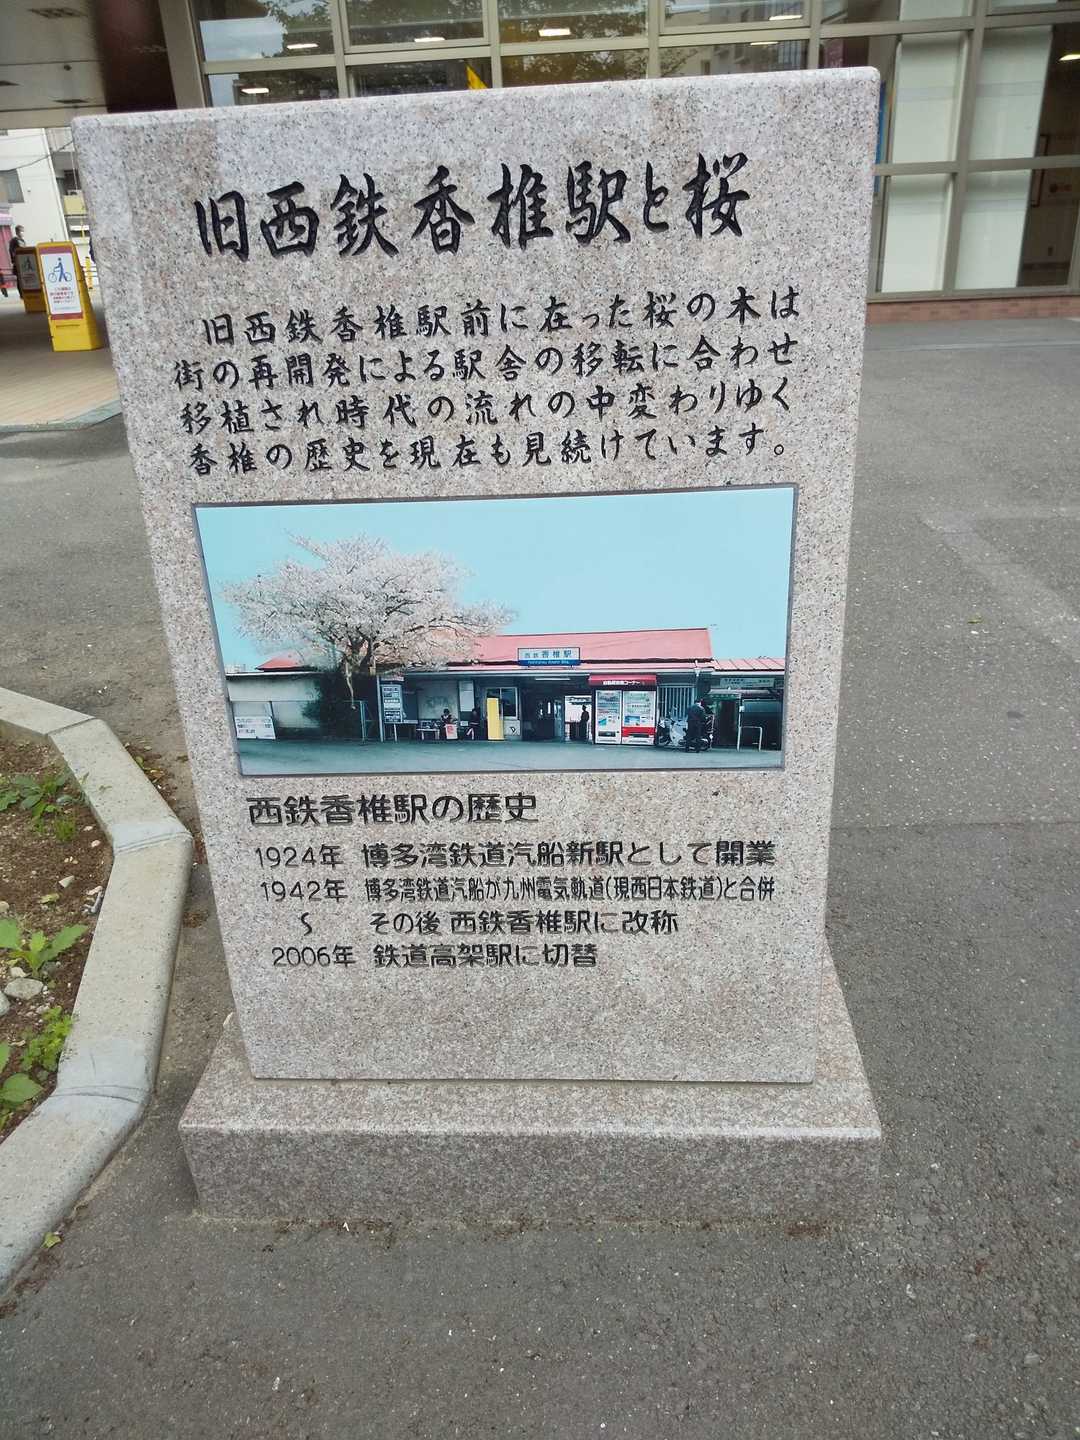 旧西鉄香椎駅と桜
旧西鉄香椎駅前に在った桜の木は
街の再開発による駅舎の移転に合わせ
移植され時代の流れの中変わりゆく
香椎の歴史を現在も見続けています。
西鉄香椎駅
西鉄香椎駅の歴史
1924年 博多湾鉄道汽船新駅として開業
1942年 博多湾鉄道汽船が九州電気軌道(現西日本鉄道)と合併
〜 その後 西鉄香椎駅に改称
2006年 鉄道高架駅に切替